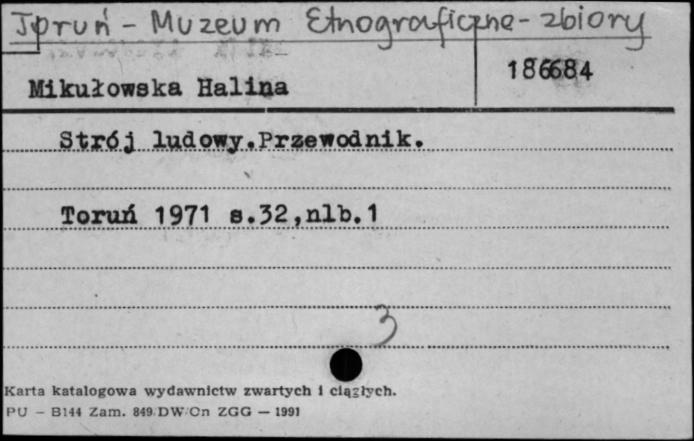 Toruń - Muzeum Etnograficzne - zbiory
186684
Mikułowska Halina
Strój ludowy.Przewodnik.
Toruń 1971 s.32,nlb.1
3
Karta katalogowa wydawnictw zwartych i ciągłych.
PU - B144 Zam. 849/DW/Cn ZGG - 1991